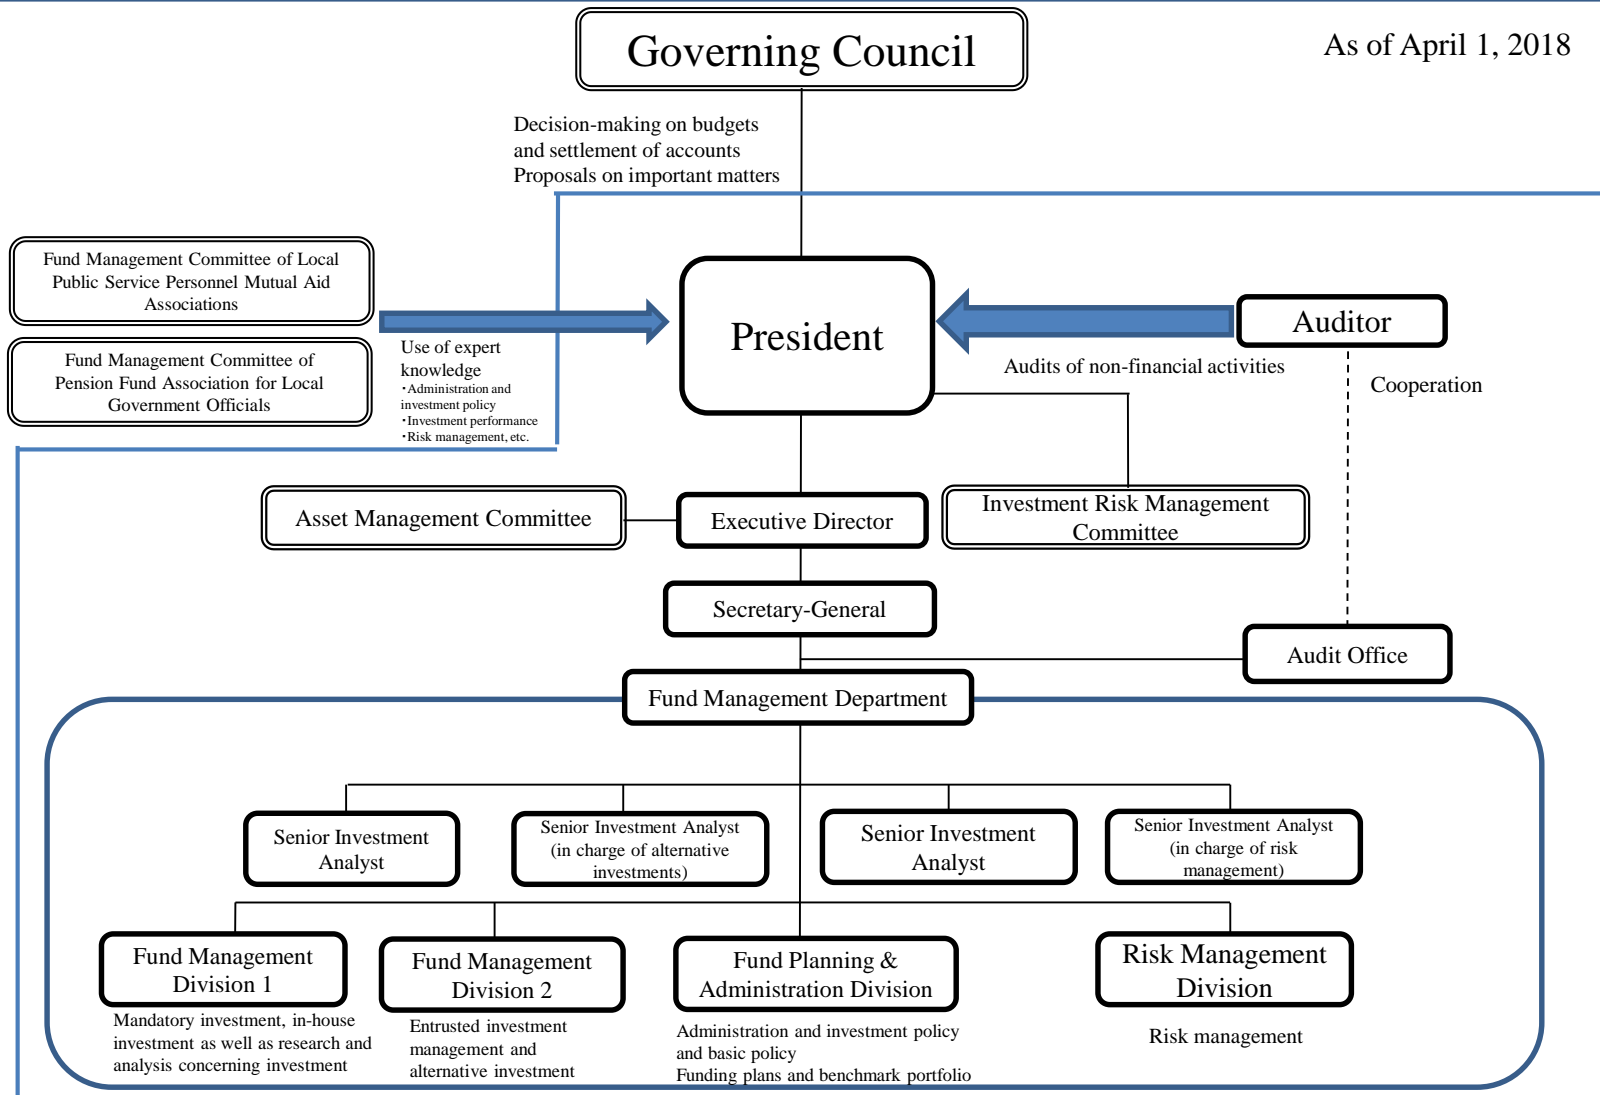 Governing Council
As of April 1, 2018
Decision-making on budgets
and settlement of accounts
Proposals on important matters
Fund Management Committee of Local
Public Service Personnel Mutual Aid
Associations
Fund Management Committee of
Pension Fund Association for Local
Government Officials
Use of expert
knowledge
・Administration and
investment policy
・Investment performance
・Risk management, etc.
President
Auditor
Audits of non-financial activities
Cooperation
Asset Management Committee
Executive Director
Investment Risk Management
Committee
Secretary-General
Audit Office
Fund Management Department
Senior Investment
Analyst
Senior Investment Analyst
(in charge of alternative
investments)
Senior Investment
Analyst
Senior Investment Analyst
(in charge of risk
management)
Fund Management
Division 1
Mandatory investment, in-house
investment as well as research and
analysis concerning investment
Fund Management
Division 2
Entrusted investment
management and
alternative investment
Fund Planning &
Administration Division
Administration and investment policy
and basic policy
Funding plans and benchmark portfolio
Risk Management
Division
Risk management